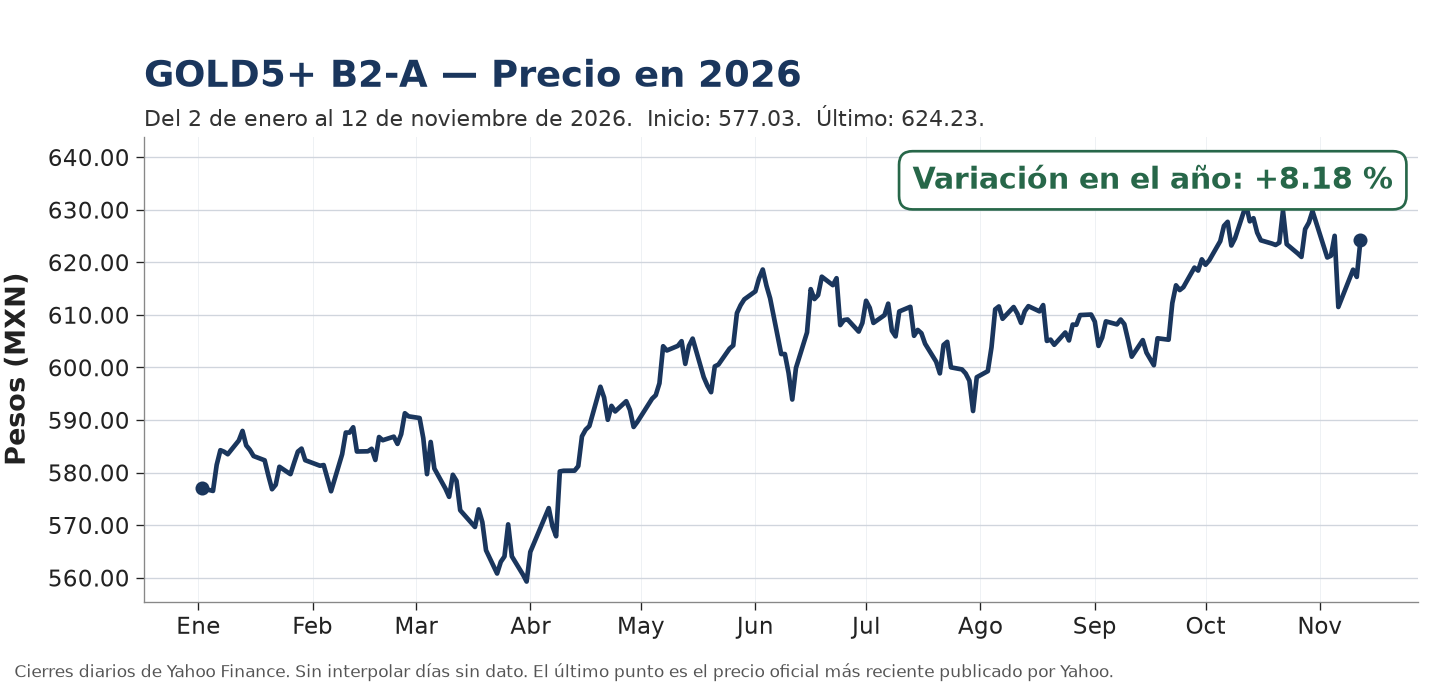 GOLD5+ B2-A — Precio en 2026
Del 2 de enero al 12 de noviembre de 2026.  Inicio: 577.03.  Último: 624.23.
Variación en el año: +8.18 %
Pesos (MXN)
640.00
630.00
620.00
610.00
600.00
590.00
580.00
570.00
560.00
Ene Feb Mar Abr May Jun Jul Ago Sep Oct Nov
Cierres diarios de Yahoo Finance. Sin interpolar días sin dato. El último punto es el precio oficial más reciente publicado por Yahoo.